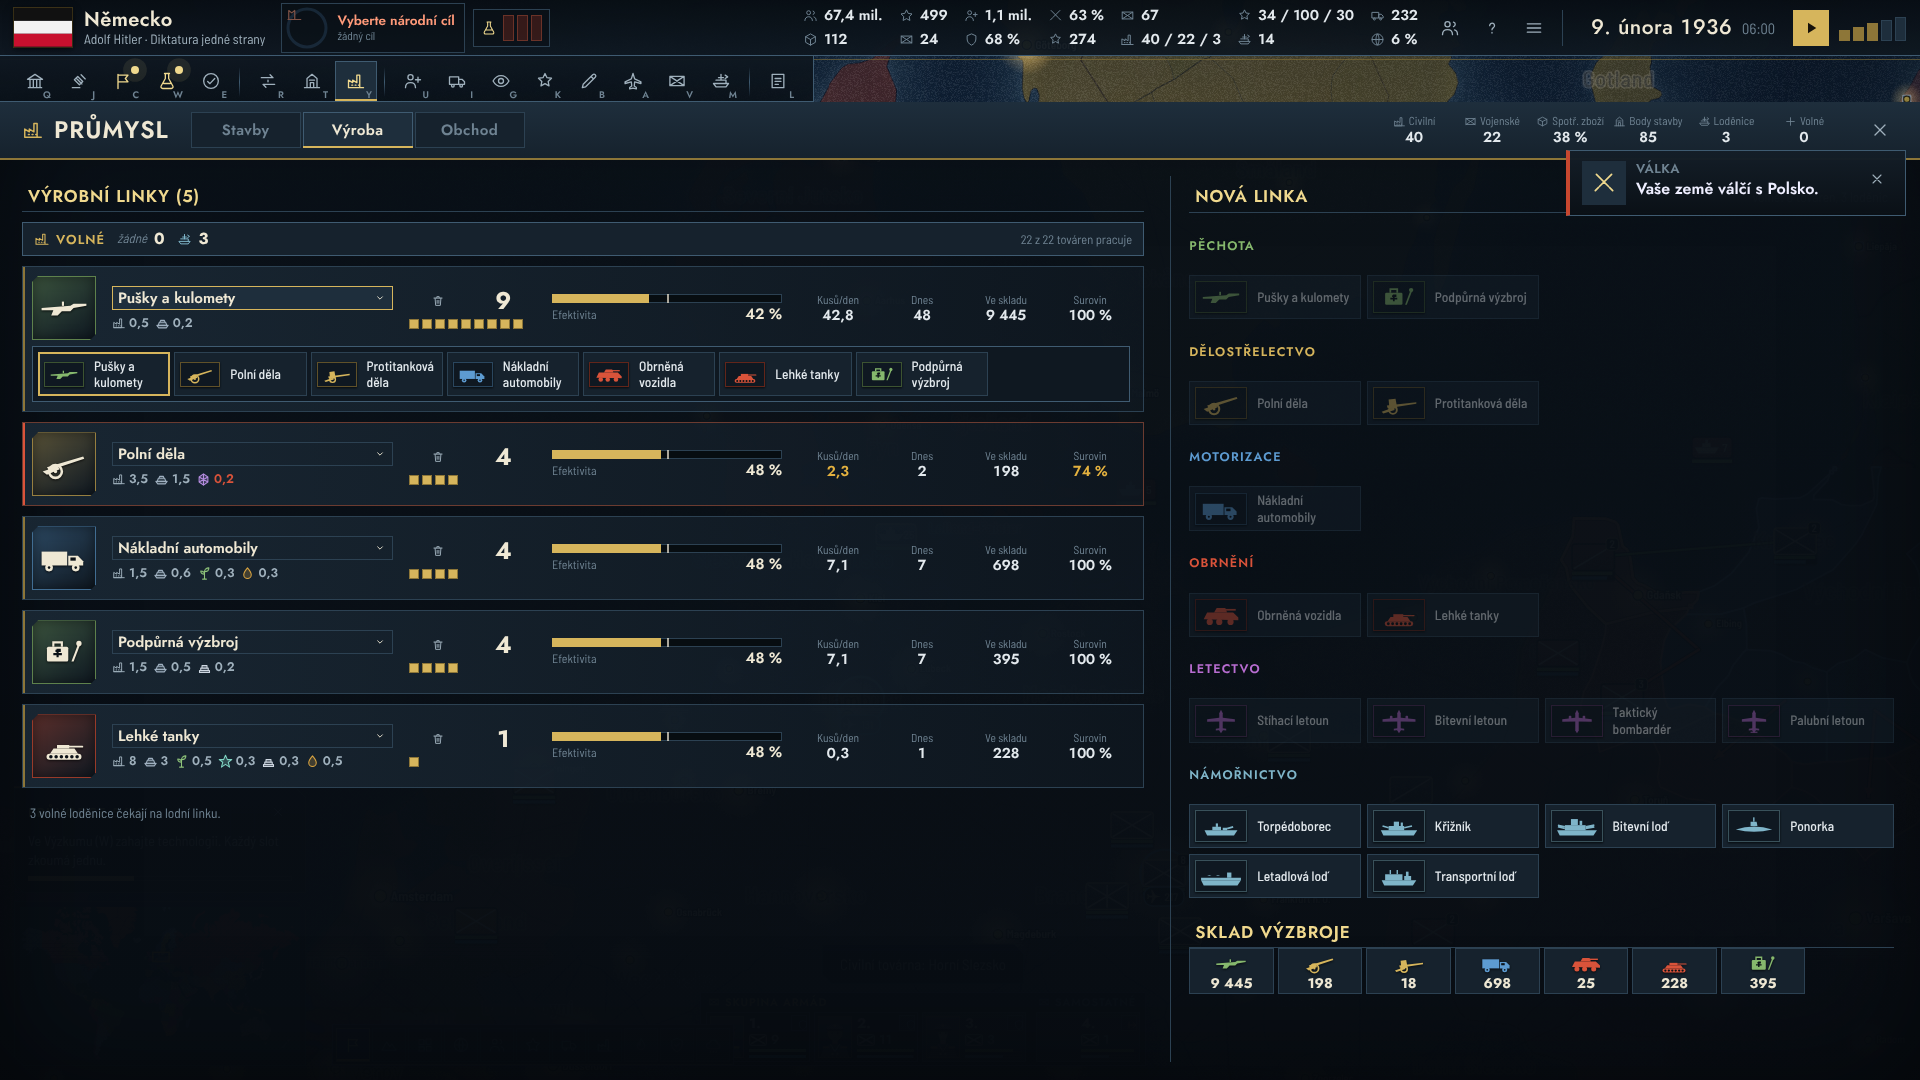 Německo
Adolf Hitler · Diktatura jedné strany
Vyberte národní cíl
žádný cíl
67,4 mil. 499 1,1 mil. 63 % 67 34 / 100 / 30 232
112 24 68 % 274 40 / 22 / 3 14 6 %
?
9. února 1936 06:00
Q J C W E R T Y U I G K B A V M L
Gotland
PRŮMYSL
Stavby Výroba Obchod
Civilní Vojenské Spotř. zboží Body stavby Loděnice Volné
40 22 38 % 85 3 0
VÁLKA
Vaše země válčí s Polsko.
VÝROBNÍ LINKY (5)
VOLNÉ žádné 0 3 22 z 22 továren pracuje
Pušky a kulomety 9 Kusů/den Dnes Ve skladu Surovin
0,5 0,2 Efektivita 42 % 42,8 48 9 445 100 %
Pušky a kulomety
Polní děla
Protitanková děla
Nákladní automobily
Obrněná vozidla
Lehké tanky
Podpůrná výzbroj
Polní děla 4 Kusů/den Dnes Ve skladu Surovin
3,5 1,5 0,2 Efektivita 48 % 2,3 2 198 74 %
Nákladní automobily 4 Kusů/den Dnes Ve skladu Surovin
1,5 0,6 0,3 0,3 Efektivita 48 % 7,1 7 698 100 %
Podpůrná výzbroj 4 Kusů/den Dnes Ve skladu Surovin
1,5 0,5 0,2 Efektivita 48 % 7,1 7 395 100 %
Lehké tanky 1 Kusů/den Dnes Ve skladu Surovin
8 3 0,5 0,3 0,3 0,5 Efektivita 48 % 0,3 1 228 100 %
3 volné loděnice čekají na lodní linku.
NOVÁ LINKA
PĚCHOTA
Pušky a kulomety Podpůrná výzbroj
DĚLOSTŘELECTVO
Polní děla Protitanková děla
MOTORIZACE
Nákladní automobily
OBRNĚNÍ
Obrněná vozidla Lehké tanky
LETECTVO
Stíhací letoun Bitevní letoun Taktický bombardér Palubní letoun
NÁMOŘNICTVO
Torpédoborec Křižník Bitevní loď Ponorka
Letadlová loď Transportní loď
SKLAD VÝZBROJE
9 445 198 18 698 25 228 395